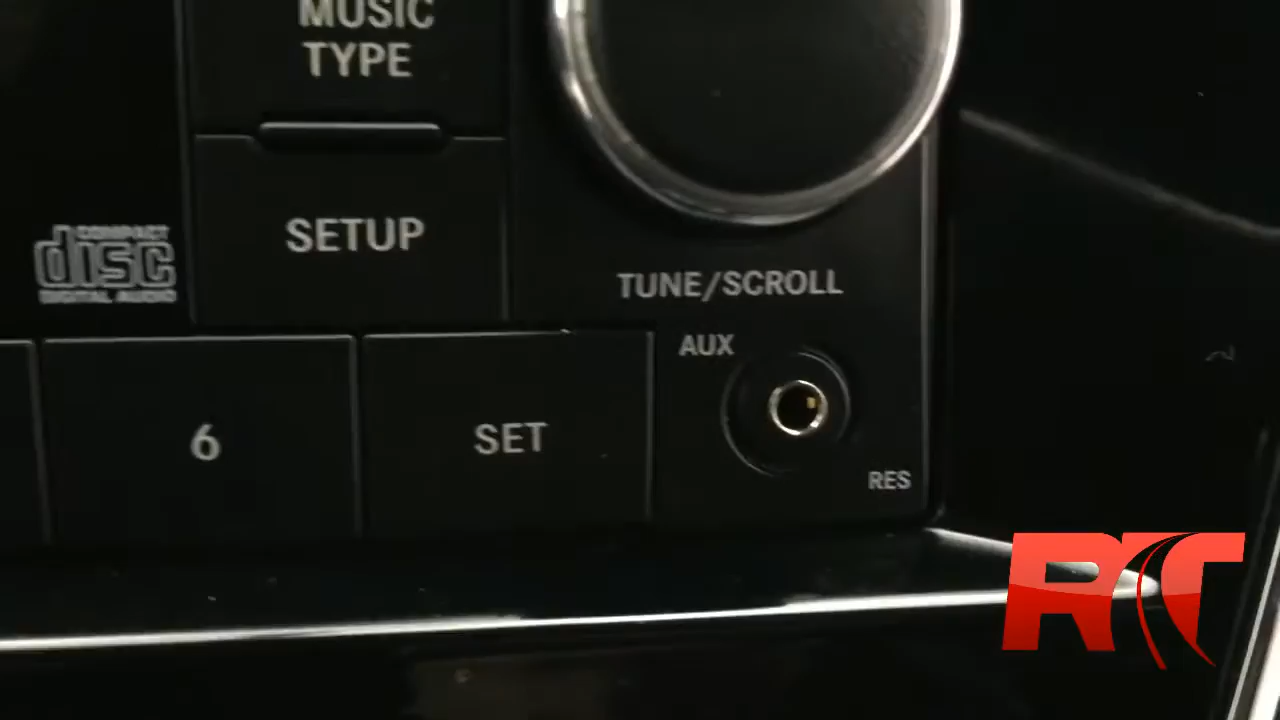 MUSIC
TYPE
SETUP
COMPACT
disc
DIGITAL AUDIO
TUNE/SCROLL
AUX
6
SET
RES
RT